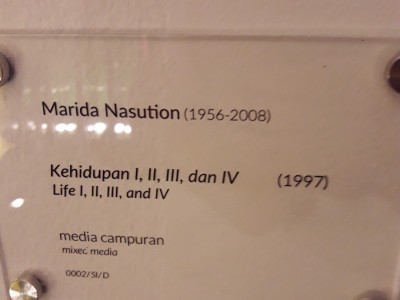 Marida Nasution (1956-2008)
Kehidupan I, II, III, dan IV (1997)
Life I, II, III, and IV
media campuran
mixed media
0002/SI/D